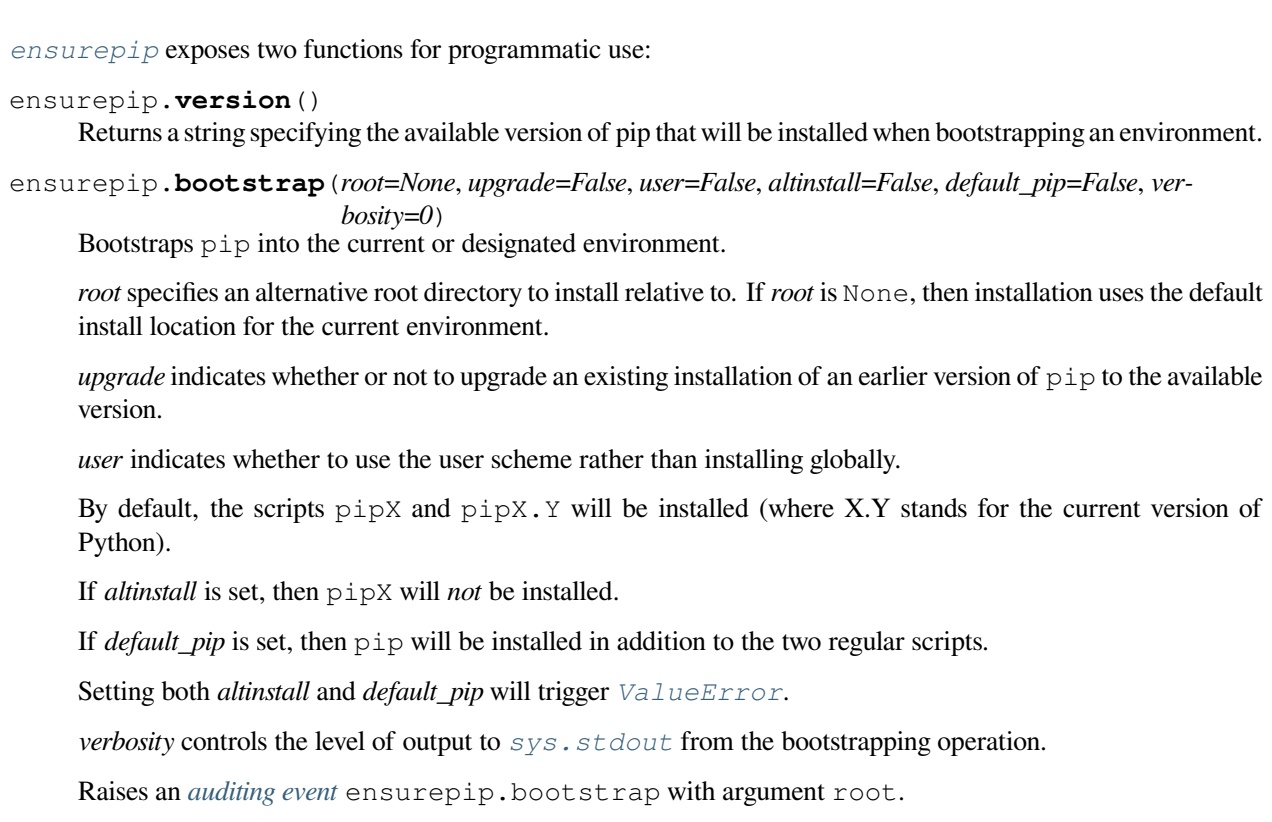 ensurepip exposes two functions for programmatic use:
ensurepip.version()
Returns a string specifying the available version of pip that will be installed when bootstrapping an environment.
ensurepip.bootstrap(root=None, upgrade=False, user=False, altinstall=False, default_pip=False, ver-
bosity=0)
Bootstraps pip into the current or designated environment.
root specifies an alternative root directory to install relative to. If root is None, then installation uses the default
install location for the current environment.
upgrade indicates whether or not to upgrade an existing installation of an earlier version of pip to the available
version.
user indicates whether to use the user scheme rather than installing globally.
By default, the scripts pipX and pipX.Y will be installed (where X.Y stands for the current version of
Python).
If altinstall is set, then pipX will not be installed.
If default_pip is set, then pip will be installed in addition to the two regular scripts.
Setting both altinstall and default_pip will trigger ValueError.
verbosity controls the level of output to sys.stdout from the bootstrapping operation.
Raises an auditing event ensurepip.bootstrap with argument root.